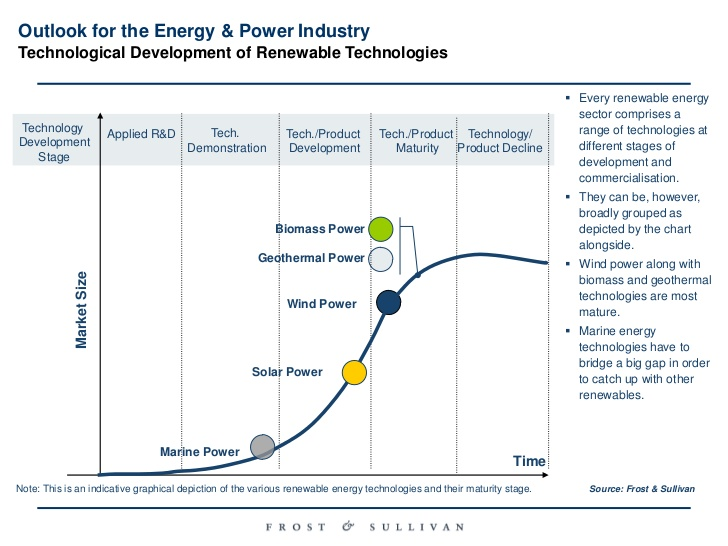 Outlook for the Energy & Power Industry
Technological Development of Renewable Technologies
Technology
Development
Stage
Applied R&D
Tech.
Demonstration
Tech./Product
Development
Tech./Product
Maturity
Technology/
Product Decline
Biomass Power
Geothermal Power
Wind Power
Solar Power
Marine Power
Market Size
Time
▪ Every renewable energy
sector comprises a
range of technologies at
different stages of
development and
commercialisation.
▪ They can be, however,
broadly grouped as
depicted by the chart
alongside.
▪ Wind power along with
biomass and geothermal
technologies are most
mature.
▪ Marine energy
technologies have to
bridge a big gap in order
to catch up with other
renewables.
Note: This is an indicative graphical depiction of the various renewable energy technologies and their maturity stage.
Source: Frost & Sullivan
FROST & SULLIVAN